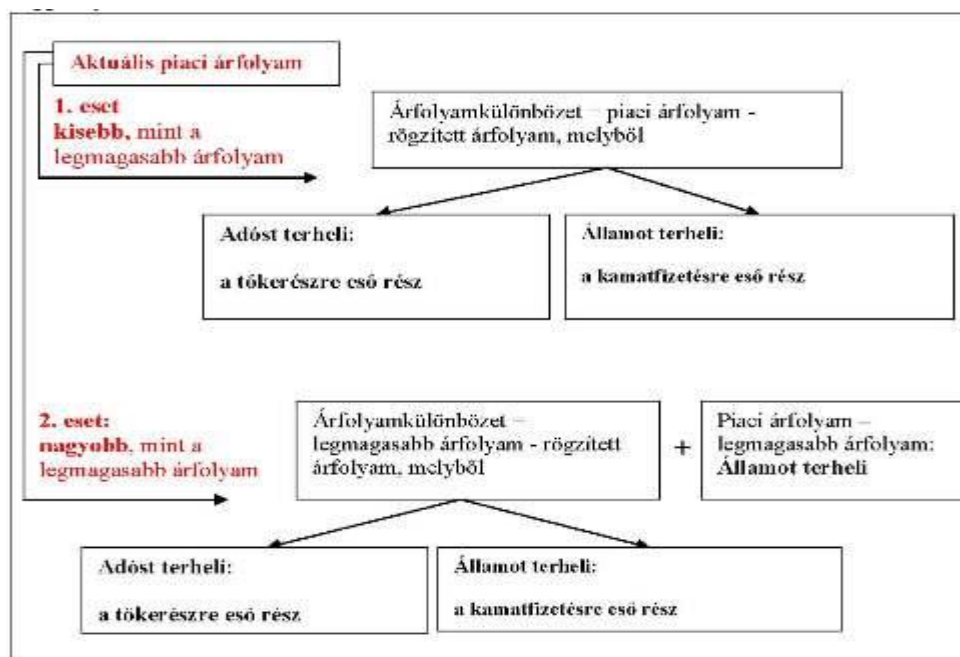 Aktuális piaci árfolyam
1. eset
kisebb, mint a
legmagasabb árfolyam
Árfolyamkülönbözet – piaci árfolyam -
rögzített árfolyam, melyből
Adóst terheli:
a tőkerészre eső rész
Államot terheli:
a kamatfizetésre eső rész
2. eset:
nagyobb, mint a
legmagasabb árfolyam
Árfolyamkülönbözet –
legmagasabb árfolyam - rögzített
árfolyam, melyből
+
Piaci árfolyam –
legmagasabb árfolyam:
Államot terheli
Adóst terheli:
a tőkerészre eső rész
Államot terheli:
a kamatfizetésre eső rész